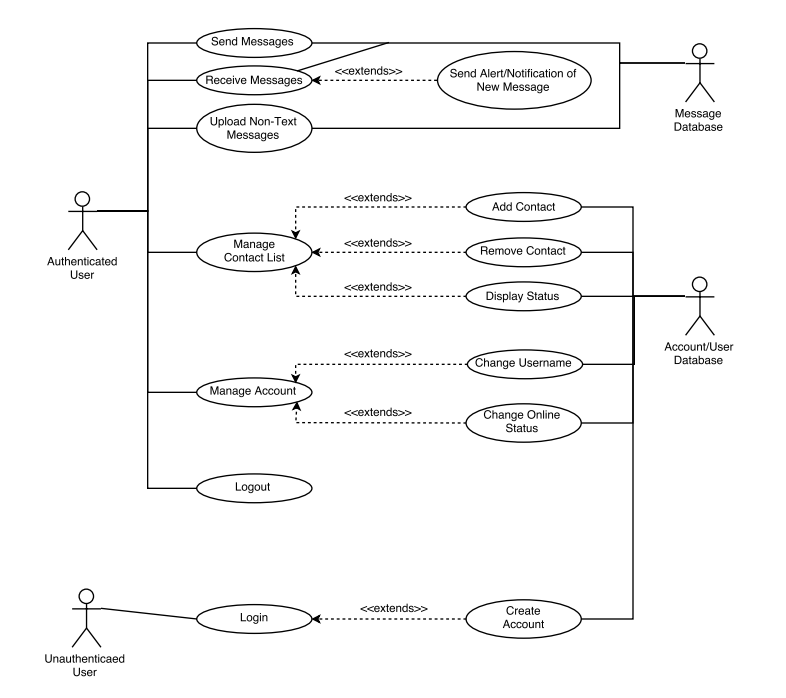 Send Messages
Receive Messages
<<extends>>
Send Alert/Notification of
New Message
Upload Non-Text
Messages
Message
Database
Authenticated
User
<<extends>>
Add Contact
Manage
Contact List
<<extends>>
Remove Contact
<<extends>>
Display Status
Account/User
Database
<<extends>>
Change Username
Manage Account
<<extends>>
Change Online
Status
Logout
Unauthenticaed
User
Login
<<extends>>
Create
Account